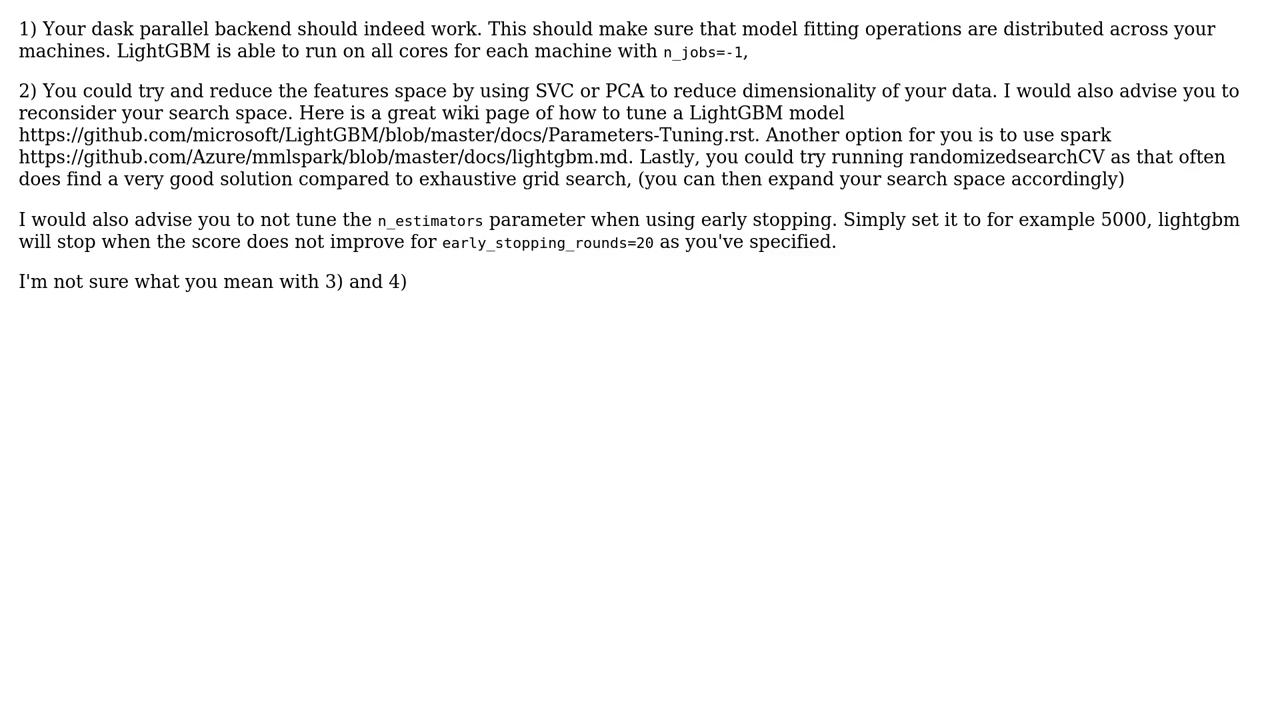 1) Your dask parallel backend should indeed work. This should make sure that model fitting operations are distributed across your
machines. LightGBM is able to run on all cores for each machine with n_jobs=-1,
2) You could try and reduce the features space by using SVC or PCA to reduce dimensionality of your data. I would also advise you to
reconsider your search space. Here is a great wiki page of how to tune a LightGBM model
https://github.com/microsoft/LightGBM/blob/master/docs/Parameters-Tuning.rst. Another option for you is to use spark
https://github.com/Azure/mmlspark/blob/master/docs/lightgbm.md. Lastly, you could try running randomizedsearchCV as that often
does find a very good solution compared to exhaustive grid search, (you can then expand your search space accordingly)
I would also advise you to not tune the n_estimators parameter when using early stopping. Simply set it to for example 5000, lightgbm
will stop when the score does not improve for early_stopping_rounds=20 as you've specified.
I'm not sure what you mean with 3) and 4)